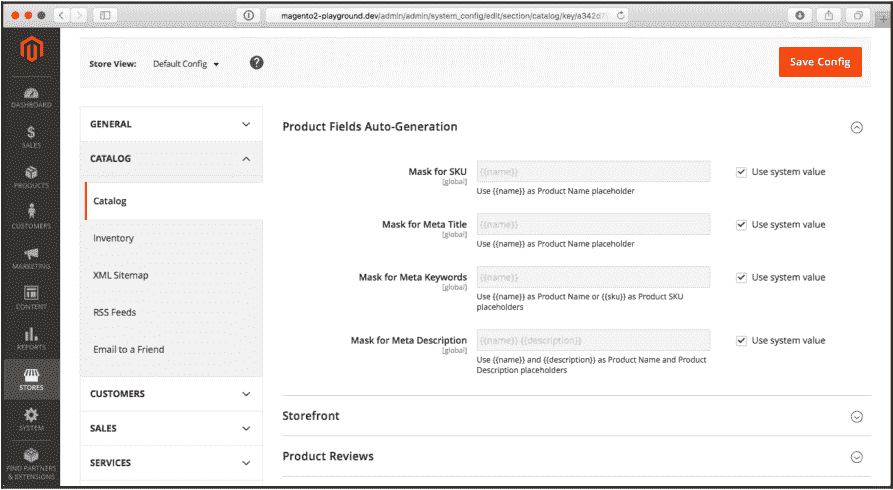 magento2-playground.dev/admin/admin/system_config/edit/section/catalog/key/a342d7
Store View: Default Config
Save Config
DASHBOARD
$
SALES
PRODUCTS
CUSTOMERS
MARKETING
CONTENT
REPORTS
STORES
SYSTEM
FIND PARTNERS
& EXTENSIONS
GENERAL
CATALOG
Catalog
Inventory
XML Sitemap
RSS Feeds
Email to a Friend
CUSTOMERS
SALES
SERVICES
Product Fields Auto-Generation
Mask for SKU {{name}} Use system value
[global]
Use {{name}} as Product Name placeholder
Mask for Meta Title {{name}} Use system value
[global]
Use {{name}} as Product Name placeholder
Mask for Meta Keywords {{name}} Use system value
[global]
Use {{name}} as Product Name or {{sku}} as Product SKU
placeholders
Mask for Meta Description {{name}} {{description}} Use system value
[global]
Use {{name}} and {{description}} as Product Name and Product
Description placeholders
Storefront
Product Reviews